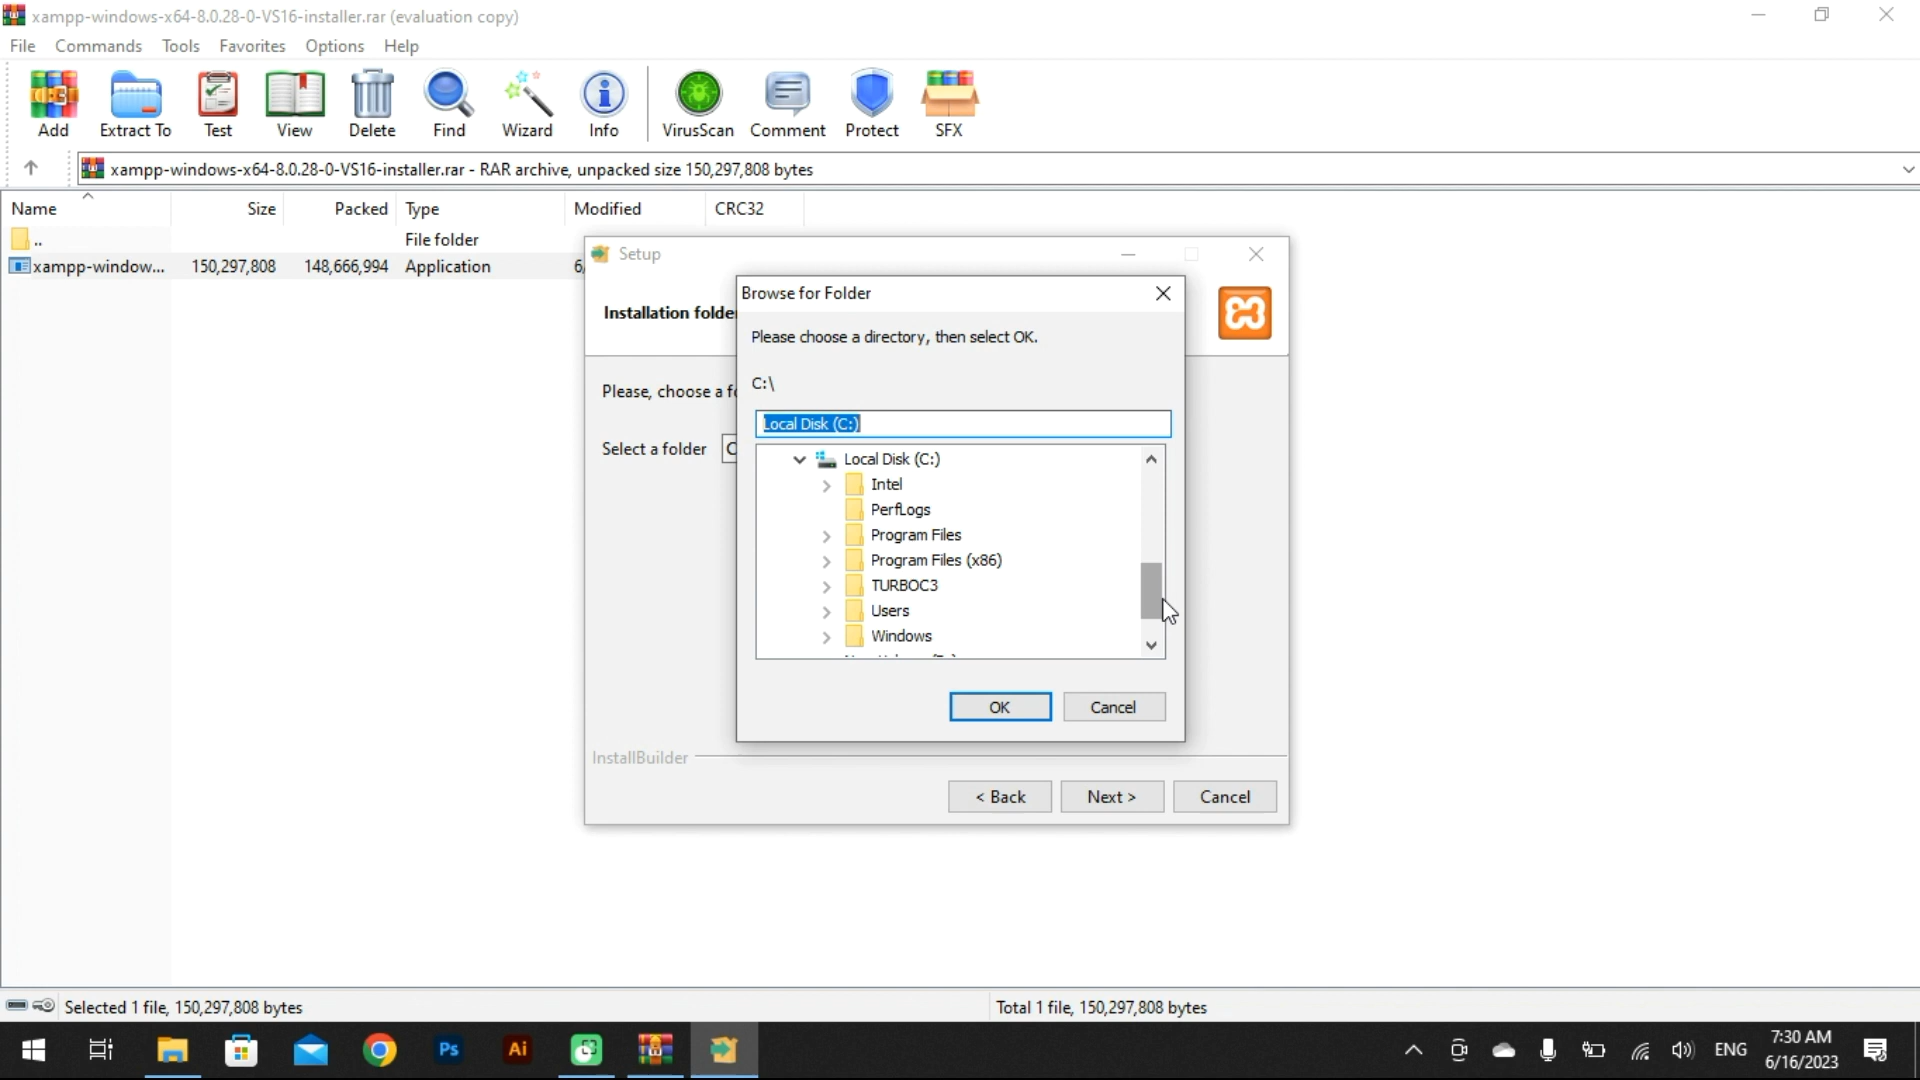 xampp-windows-x64-8.0.28-0-VS16-installer.rar (evaluation copy)
File Commands Tools Favorites Options Help
Add Extract To Test View Delete Find Wizard Info VirusScan Comment Protect SFX
xampp-windows-x64-8.0.28-0-VS16-installer.rar - RAR archive, unpacked size 150,297,808 bytes
Name Size Packed Type Modified CRC32
.. File folder
xampp-window... 150,297,808 148,666,994 Application 6/
Setup
Installation folde
Please, choose a f
Select a folder C
Browse for Folder
Please choose a directory, then select OK.
C:\
Local Disk (C:)
Local Disk (C:)
Intel
PerfLogs
Program Files
Program Files (x86)
TURBOC3
Users
Windows
OK Cancel
InstallBuilder
< Back Next > Cancel
Selected 1 file, 150,297,808 bytes Total 1 file, 150,297,808 bytes
Ps Ai ENG 7:30 AM
6/16/2023